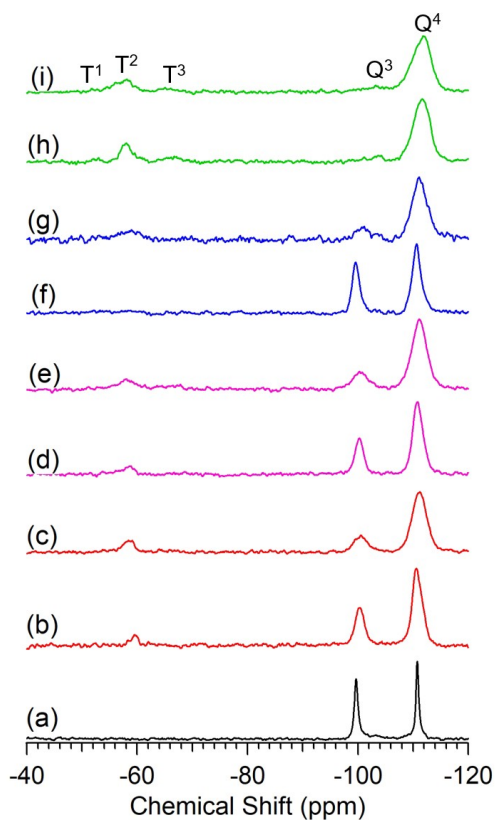 Q⁴
T¹ T² T³ Q³
(i)
(h)
(g)
(f)
(e)
(d)
(c)
(b)
(a)
-40 -60 -80 -100 -120
Chemical Shift (ppm)